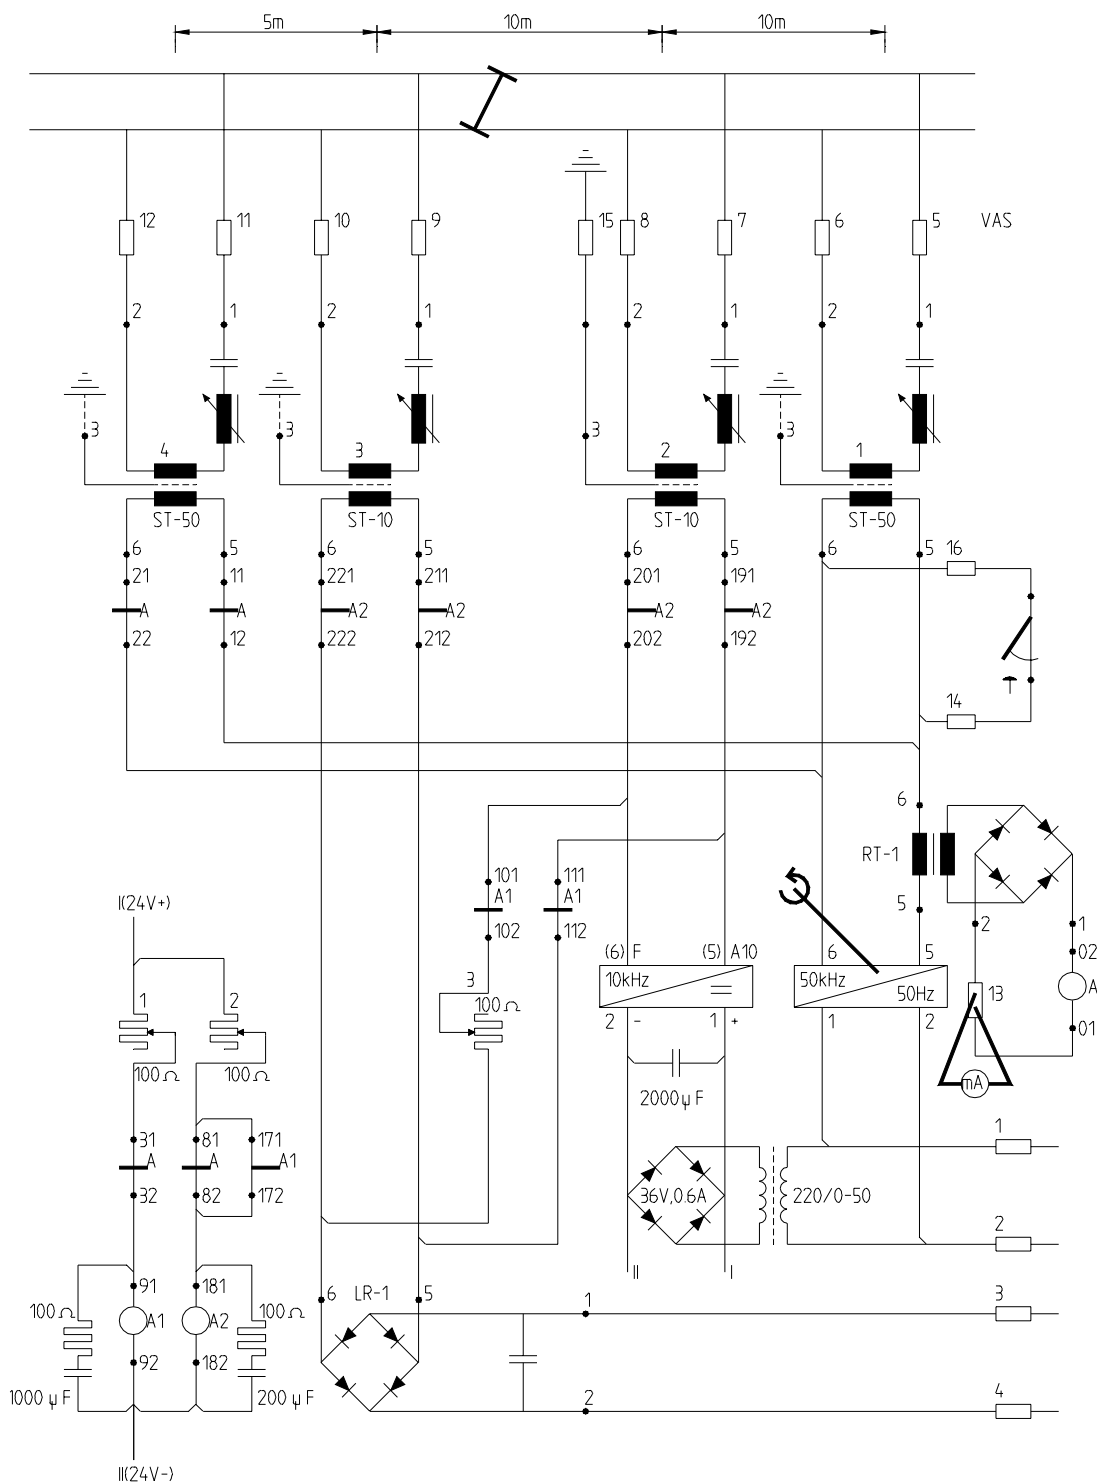 5m 10m 10m
12 11 10 9 15 8 7 6 5 VAS
2 1 2 1 2 1 2 1
3 3 3 3
4 3 2 1
ST-50 ST-10 ST-10 ST-50
6 5 6 5 6 5 6 5 16
21 11 221 211 201 191
A A A2 A2 A2 A2
22 12 222 212 202 192
14
6
RT-1
101 111
A1 A1
5
I(24V+)
102 112
2 1
(6) F (5) A10 6 5
02
3
10kHz 50kHz
A
1 2
100Ω
50Hz
13
2 - 1 + 1 2
01
100Ω 100Ω
mA
2000μF
1
31 81 171
A A A1
32 82 172
36V,0.6A
220/0-50
2
II I
91 181
6 LR-1 5
1 3
100Ω 100Ω
A1 A2
92 182
1000μF 200μF
2 4
II(24V-)